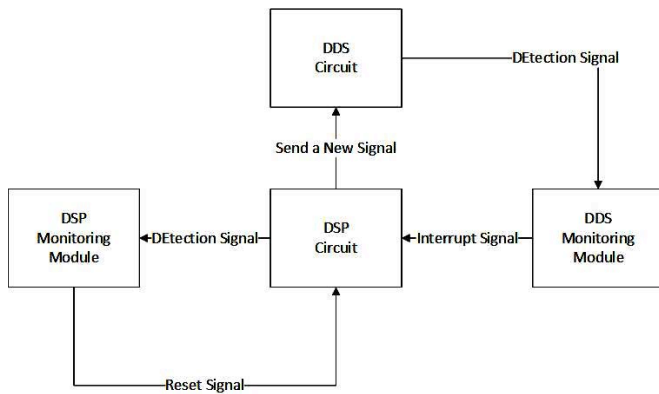 DDS
Circuit
DEtection Signal
Send a New Signal
DSP
Monitoring
Module
DEtection Signal
DSP
Circuit
Interrupt Signal
DDS
Monitoring
Module
Reset Signal